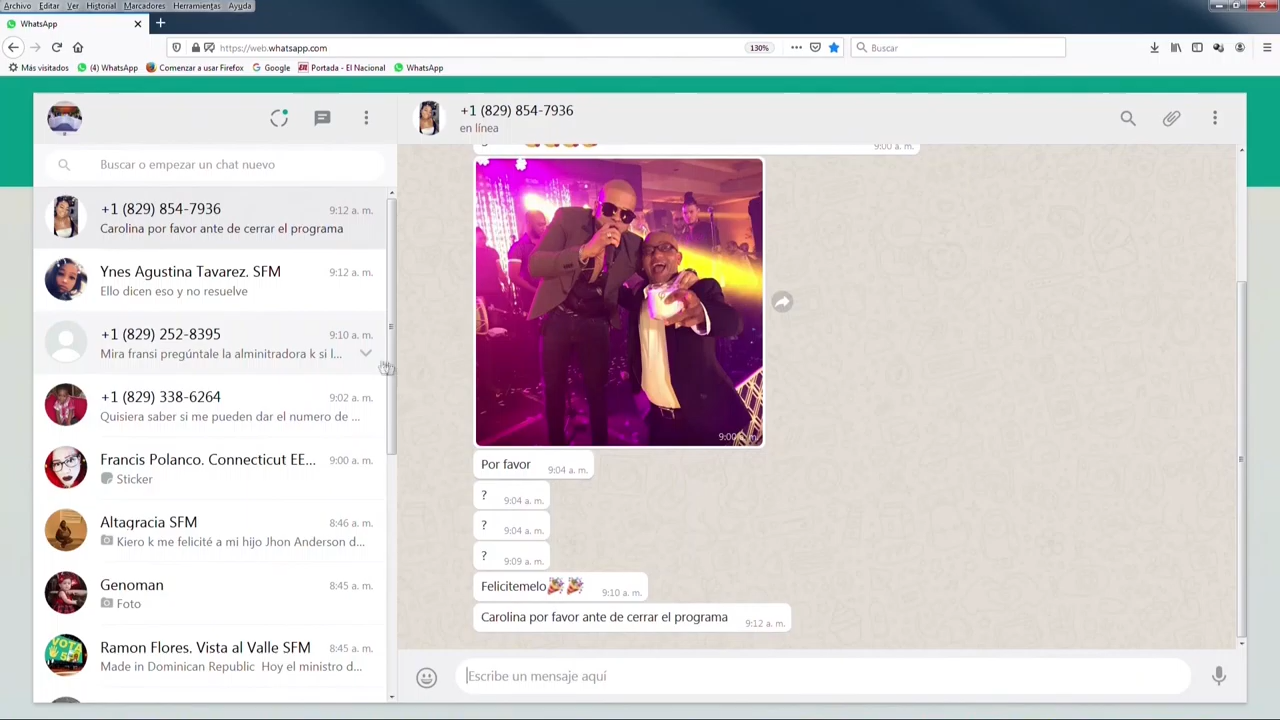 Archivo Editar Ver Historial Marcadores Herramientas Ayuda
WhatsApp
https://web.whatsapp.com
130%
Buscar
Más visitados (4) WhatsApp Comenzar a usar Firefox Google Portada - El Nacional WhatsApp
+1 (829) 854-7936
en línea
Buscar o empezar un chat nuevo
+1 (829) 854-7936 9:12 a. m.
Carolina por favor ante de cerrar el programa
Ynes Agustina Tavarez. SFM 9:12 a. m.
Ello dicen eso y no resuelve
+1 (829) 252-8395 9:10 a. m.
Mira fransi pregúntale la alminitradora k si l...
+1 (829) 338-6264 9:02 a. m.
Quisiera saber si me pueden dar el numero de ...
Francis Polanco. Connecticut EE... 9:00 a. m.
Sticker
Altagracia SFM 8:46 a. m.
Kiero k me felicité a mi hijo Jhon Anderson d...
Genoman 8:45 a. m.
Foto
Ramon Flores. Vista al Valle SFM 8:45 a. m.
Made in Dominican Republic Hoy el ministro d...
9:00 a. m.
Por favor 9:04 a. m.
? 9:04 a. m.
? 9:04 a. m.
? 9:09 a. m.
Felicitemelo🎉🎉 9:10 a. m.
Carolina por favor ante de cerrar el programa 9:12 a. m.
Escribe un mensaje aquí